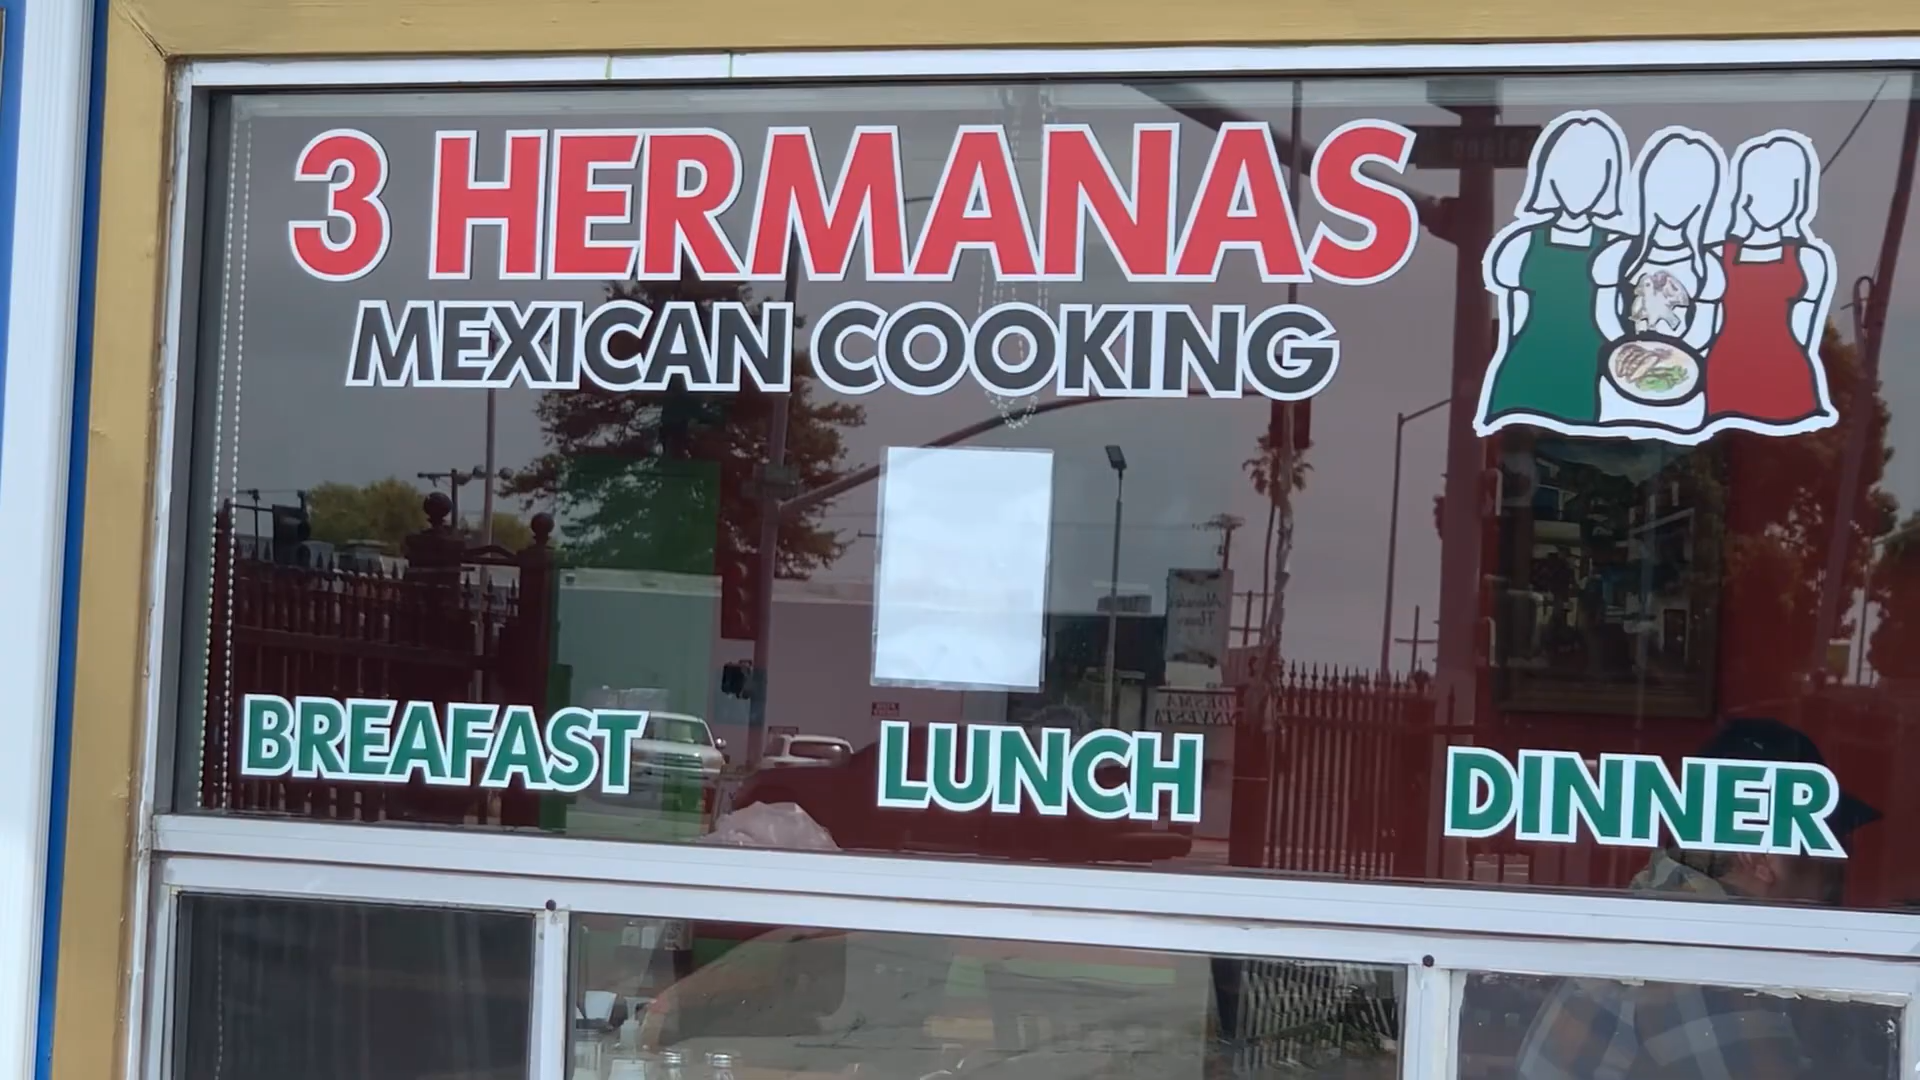 3 HERMANAS
MEXICAN COOKING
BREAFAST
LUNCH
DINNER